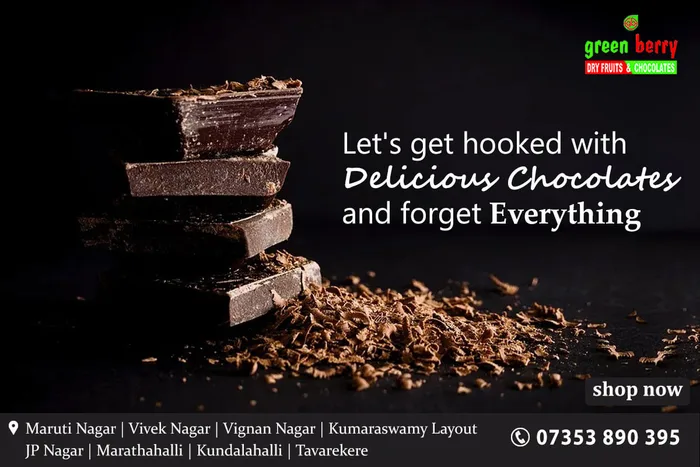 green berry
DRY FRUITS & CHOCOLATES
Let's get hooked with
Delicious Chocolates
and forget Everything
shop now
Maruti Nagar | Vivek Nagar | Vignan Nagar | Kumaraswamy Layout
JP Nagar | Marathahalli | Kundalahalli | Tavarekere
07353 890 395